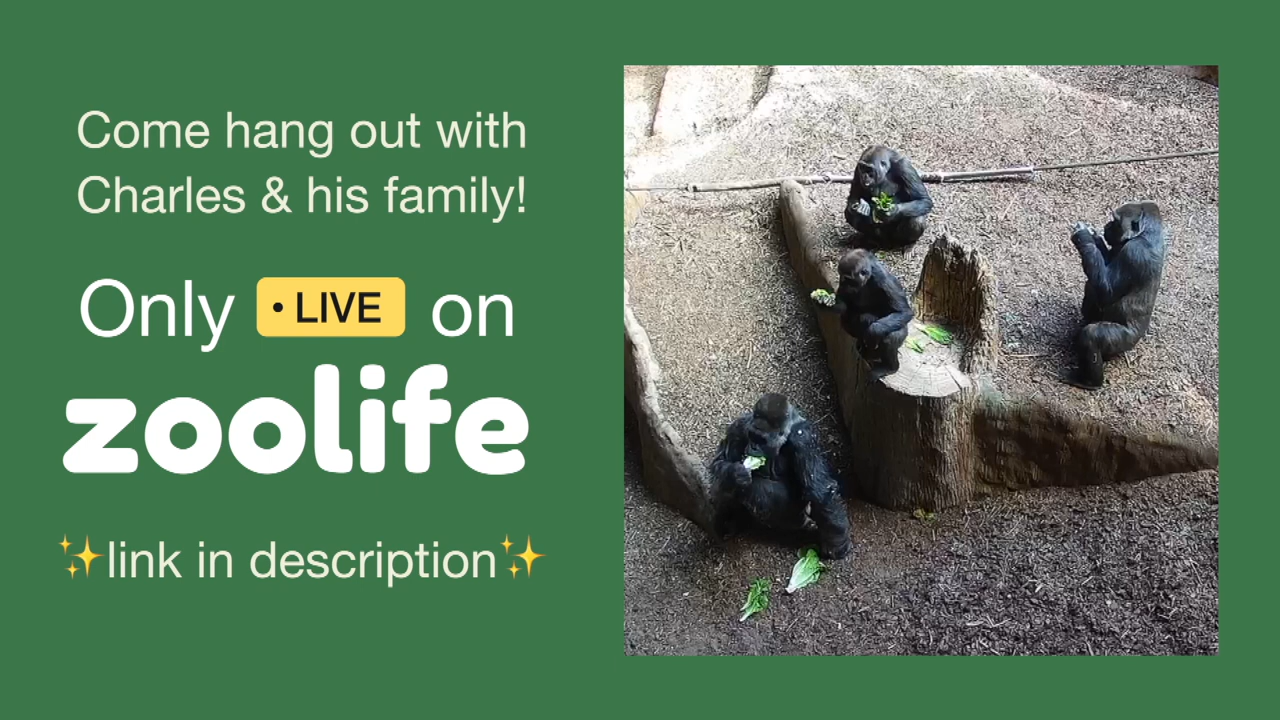 Come hang out with
Charles & his family!
Only • LIVE on
zoolife
✨link in description✨